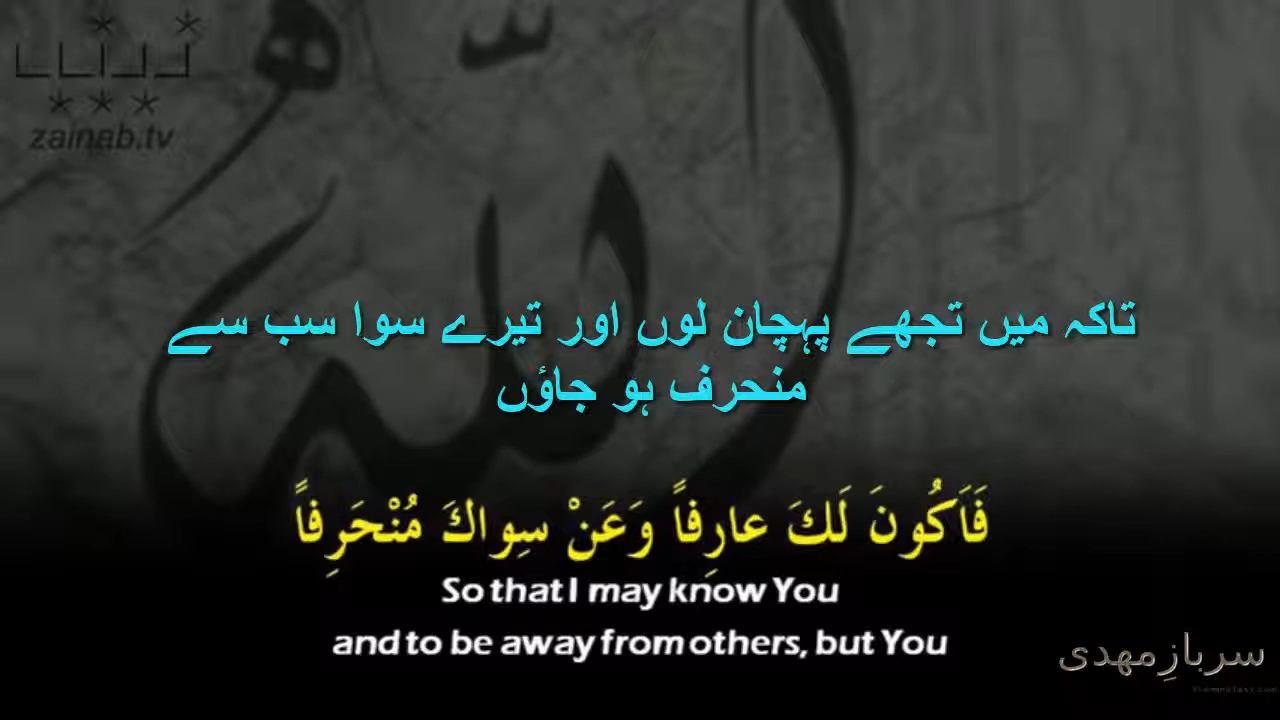 zainab.tv
الله
تاکہ میں تجھے پہچان لوں اور تیرے سوا سب سے
منحرف ہو جاؤں
فَاَكُونَ لَكَ عارِفاً وَعَنْ سِواكَ مُنْحَرِفاً
So that I may know You
and to be away from others, but You
سربازِمهدی